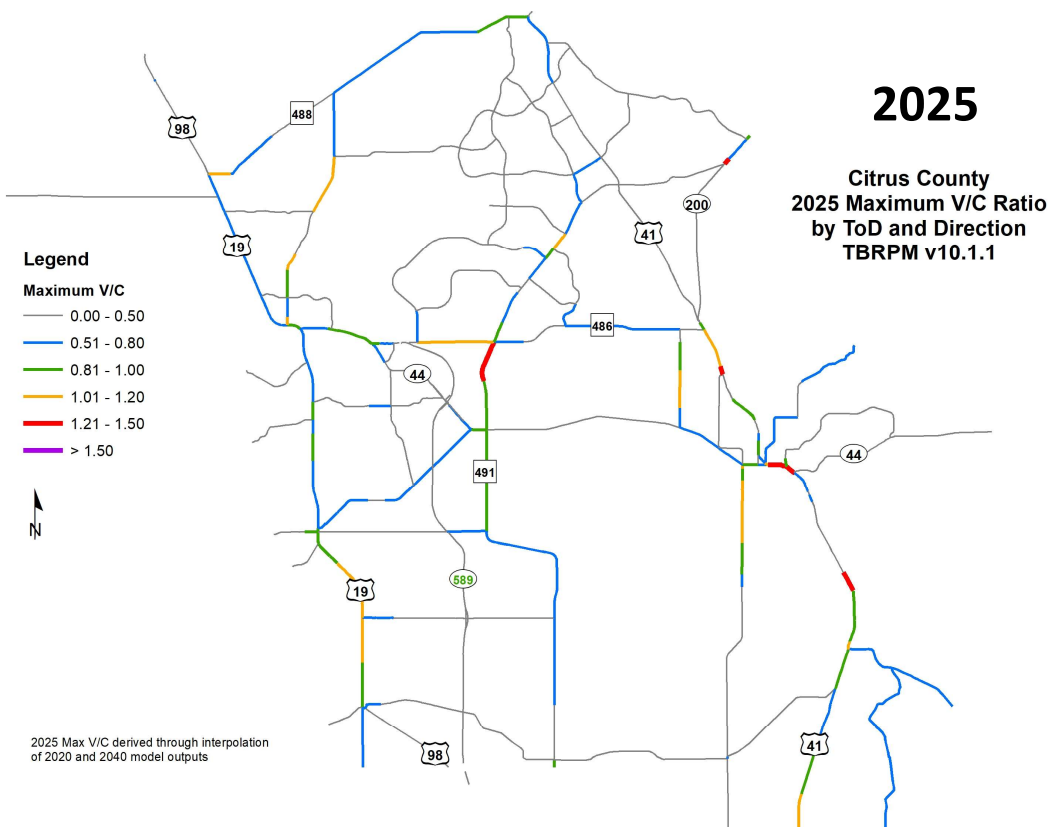 2025
Citrus County
2025 Maximum V/C Ratio
by ToD and Direction
TBRPM v10.1.1
488
98
200
19
41
Legend
Maximum V/C
0.00 - 0.50
0.51 - 0.80
0.81 - 1.00
1.01 - 1.20
1.21 - 1.50
> 1.50
486
44
44
491
N
589
19
2025 Max V/C derived through interpolation
of 2020 and 2040 model outputs
98
41